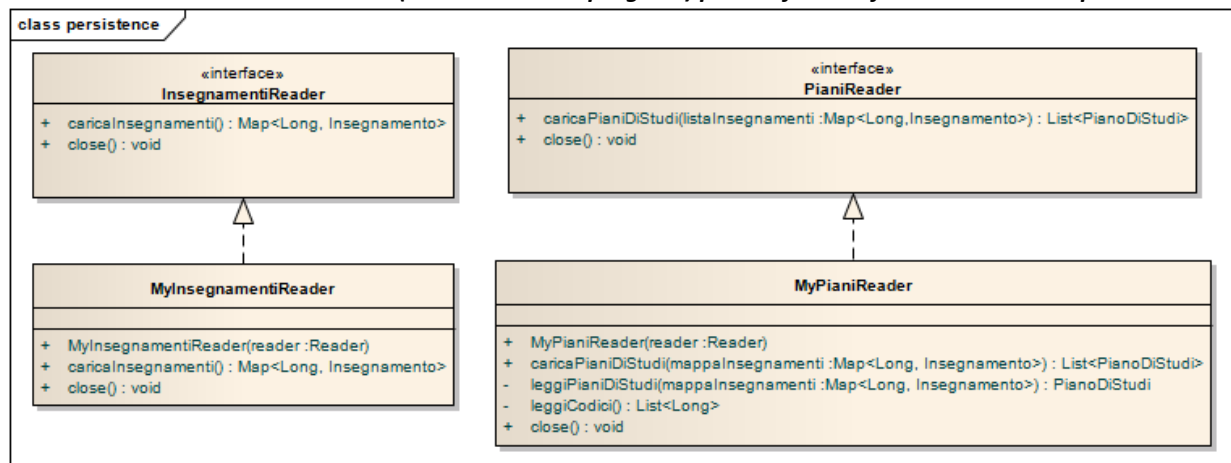 class persistence
«interface»
InsegnamentiReader
+ caricaInsegnamenti() : Map<Long, Insegnamento>
+ close() : void
«interface»
PianiReader
+ caricaPianiDiStudi(listaInsegnamenti :Map<Long,Insegnamento>) : List<PianoDiStudi>
+ close() : void
MyInsegnamentiReader
+ MyInsegnamentiReader(reader :Reader)
+ caricaInsegnamenti() : Map<Long, Insegnamento>
+ close() : void
MyPianiReader
+ MyPianiReader(reader :Reader)
+ caricaPianiDiStudi(mappaInsegnamenti :Map<Long, Insegnamento>) : List<PianoDiStudi>
- leggiPianiDiStudi(mappaInsegnamenti :Map<Long, Insegnamento>) : PianoDiStudi
- leggiCodici() : List<Long>
+ close() : void